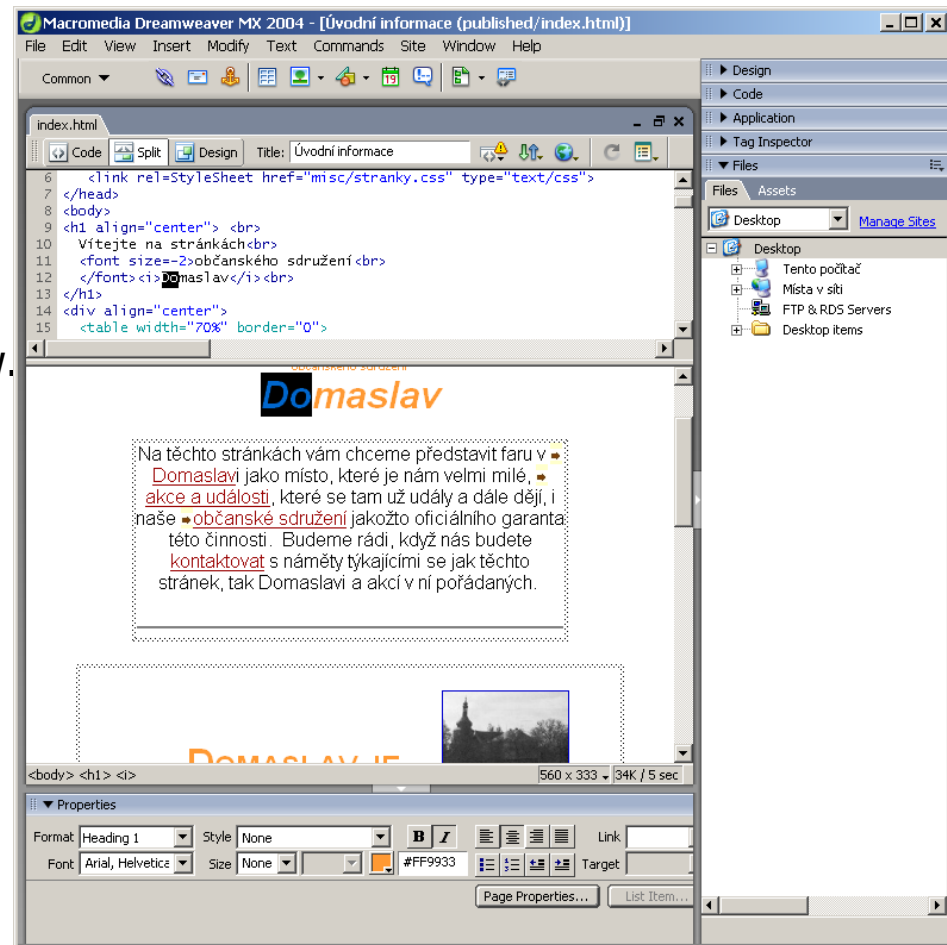 Macromedia Dreamweaver MX 2004 - [Úvodní informace (published/index.html)]
File Edit View Insert Modify Text Commands Site Window Help
Common
index.html
Code Split Design Title: Úvodní informace
6 <link rel=StyleSheet href="misc/stranky.css" type="text/css">
7 </head>
8 <body>
9 <h1 align="center"> <br>
10 Vítejte na stránkách<br>
11 <font size=-2>občanského sdružení<br>
12 </font><i>Domaslav</i><br>
13 </h1>
14 <div align="center">
15 <table width="70%" border="0">
občanského sdružení
Domaslav
Na těchto stránkách vám chceme představit faru v
Domaslavi jako místo, které je nám velmi milé,
akce a události, které se tam už udály a dále dějí, i
naše občanské sdružení jakožto oficiálního garanta
této činnosti. Budeme rádi, když nás budete
kontaktovat s náměty týkajícími se jak těchto
stránek, tak Domaslavi a akcí v ní pořádaných.
DOMASLAV JE
<body> <h1> <i> 560 x 333 34K / 5 sec
Properties
Format Heading 1 Style None B I Link
Font Arial, Helvetica Size None #FF9933 Target
Page Properties... List Item...
Design
Code
Application
Tag Inspector
Files
Files Assets
Desktop Manage Sites
Desktop
Tento počítač
Místa v síti
FTP & RDS Servers
Desktop items